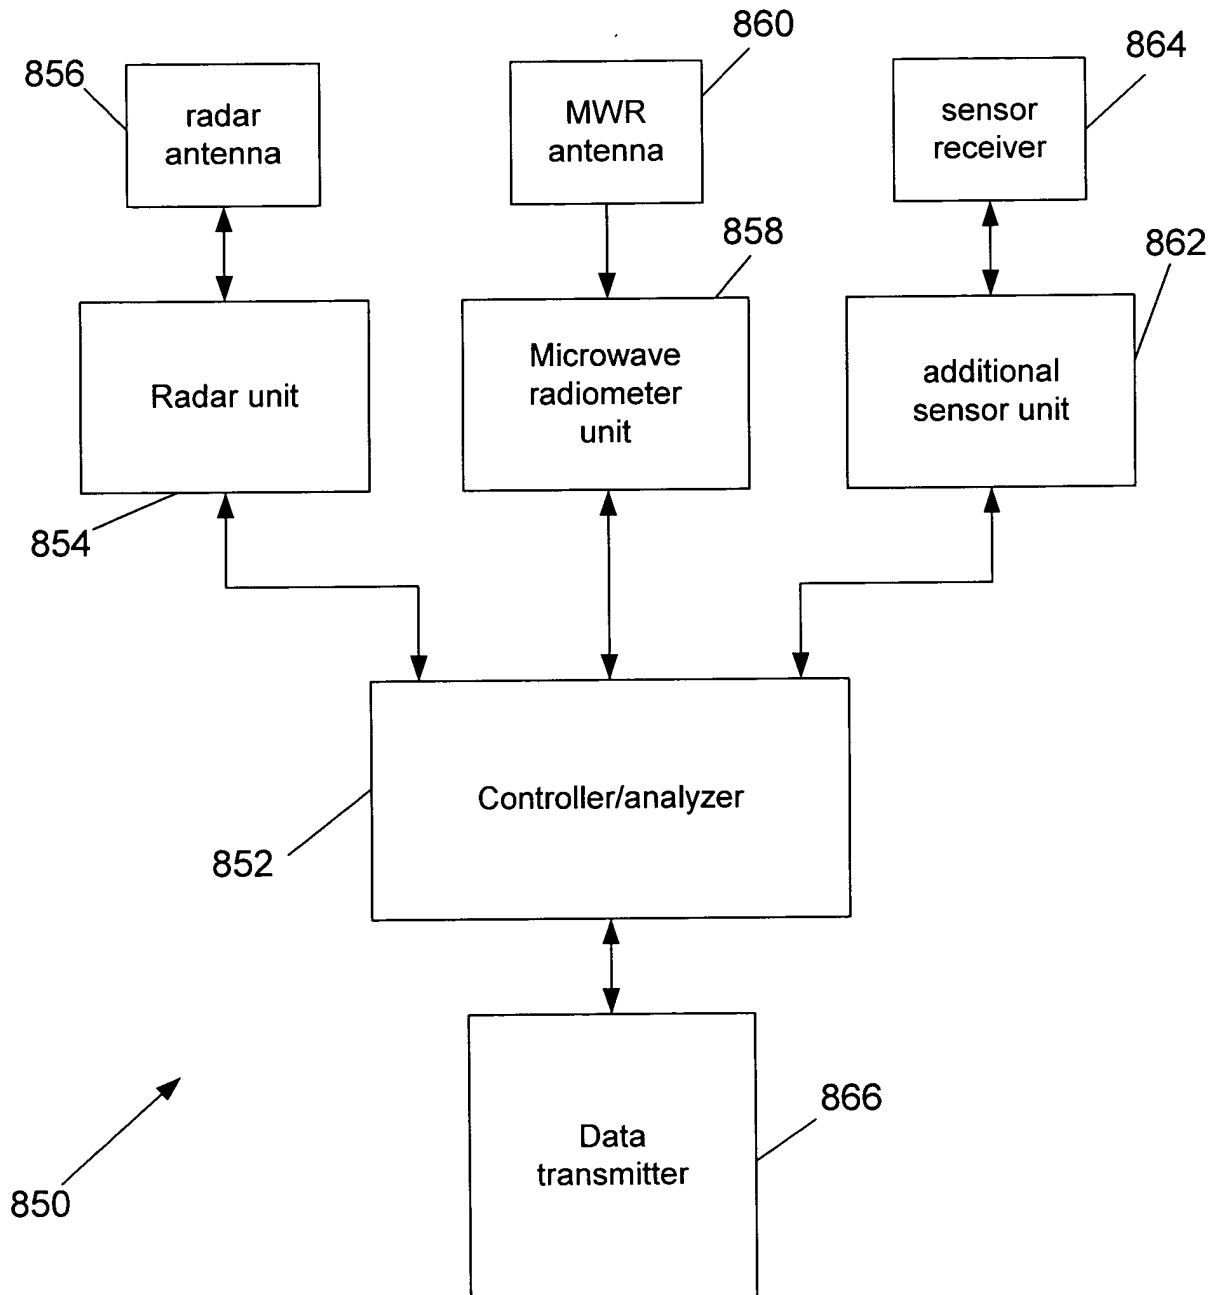 856
radar
antenna
860
MWR
antenna
864
sensor
receiver
858
862
Radar unit
Microwave
radiometer
unit
additional
sensor unit
854
Controller/analyzer
852
866
Data
transmitter
850